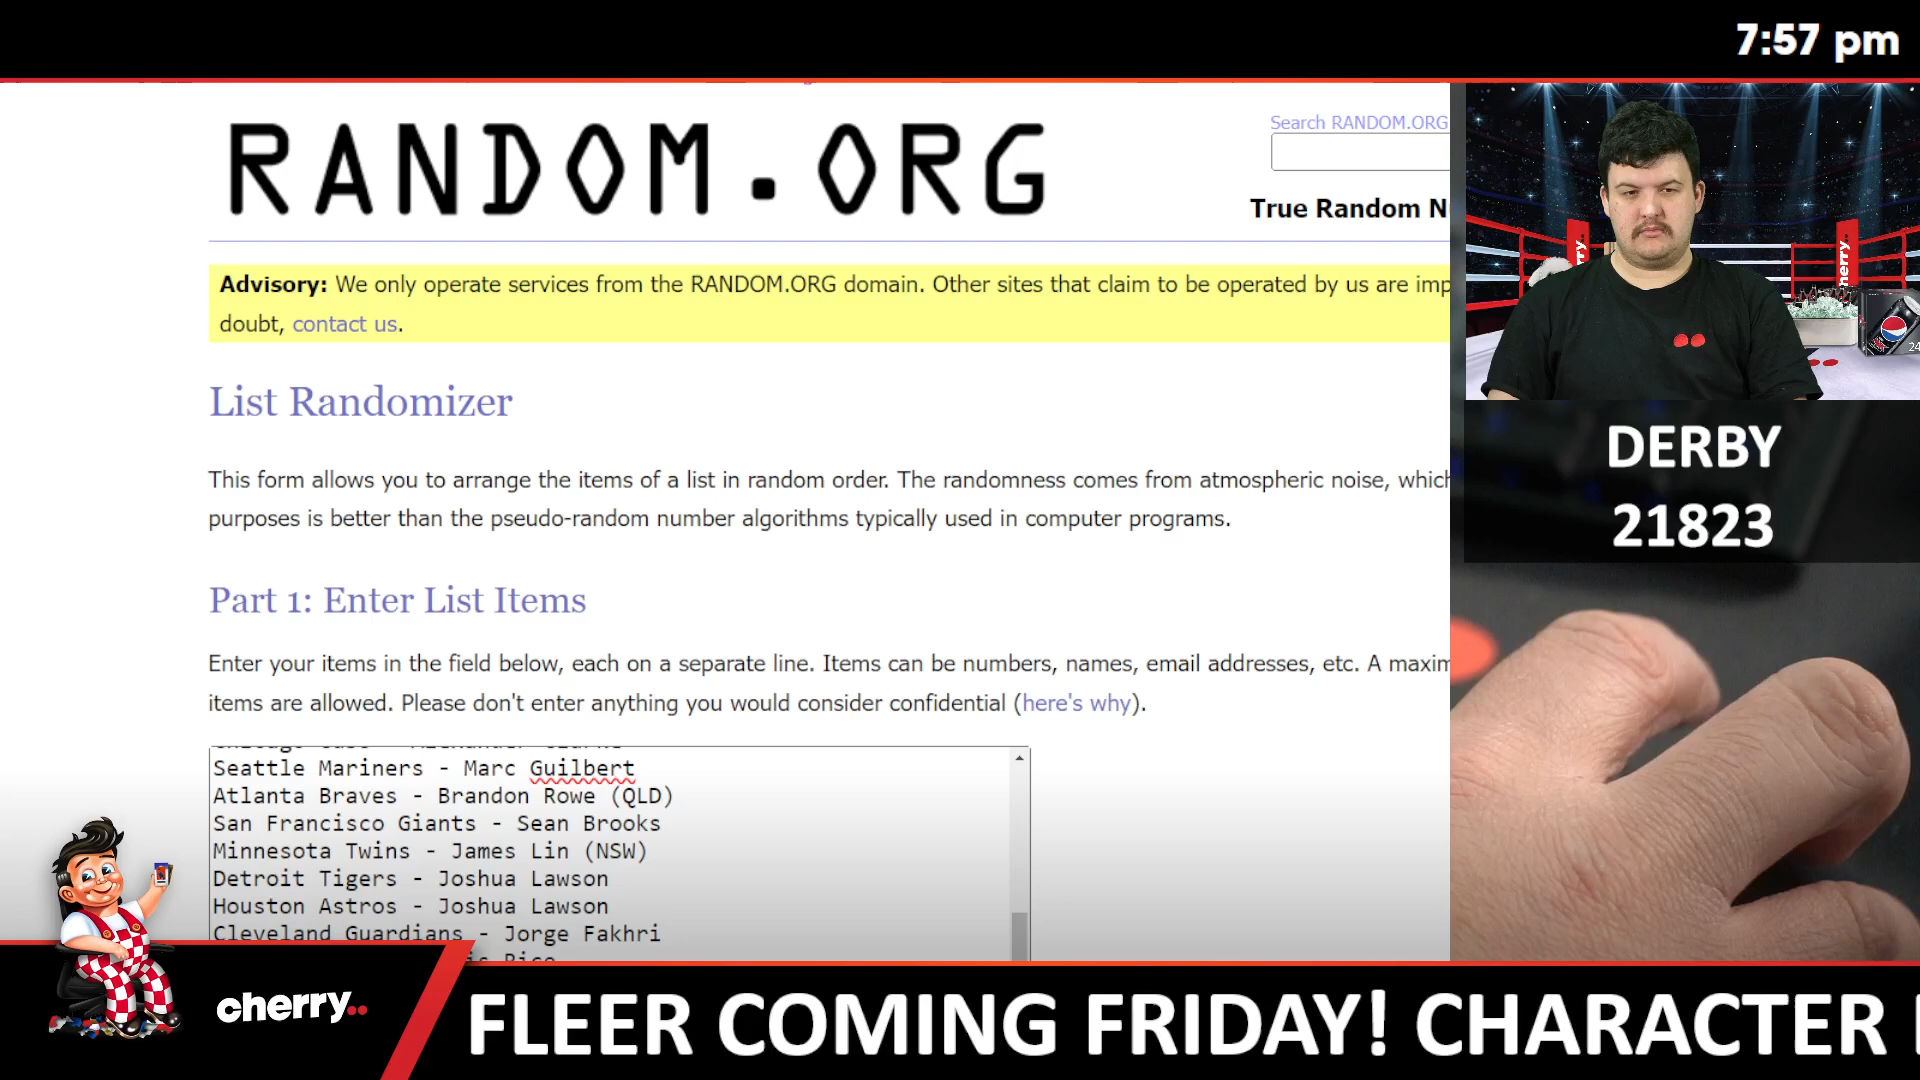 7:57 pm
RANDOM.ORG
Search RANDOM.ORG
True Random N
Advisory: We only operate services from the RANDOM.ORG domain. Other sites that claim to be operated by us are imp
doubt, contact us.
List Randomizer
This form allows you to arrange the items of a list in random order. The randomness comes from atmospheric noise, which
purposes is better than the pseudo-random number algorithms typically used in computer programs.
Part 1: Enter List Items
Enter your items in the field below, each on a separate line. Items can be numbers, names, email addresses, etc. A maxim
items are allowed. Please don't enter anything you would consider confidential (here's why).
Seattle Mariners - Marc Guilbert
Atlanta Braves - Brandon Rowe (QLD)
San Francisco Giants - Sean Brooks
Minnesota Twins - James Lin (NSW)
Detroit Tigers - Joshua Lawson
Houston Astros - Joshua Lawson
Cleveland Guardians - Jorge Fakhri
DERBY
21823
cherry..
FLEER COMING FRIDAY! CHARACTER